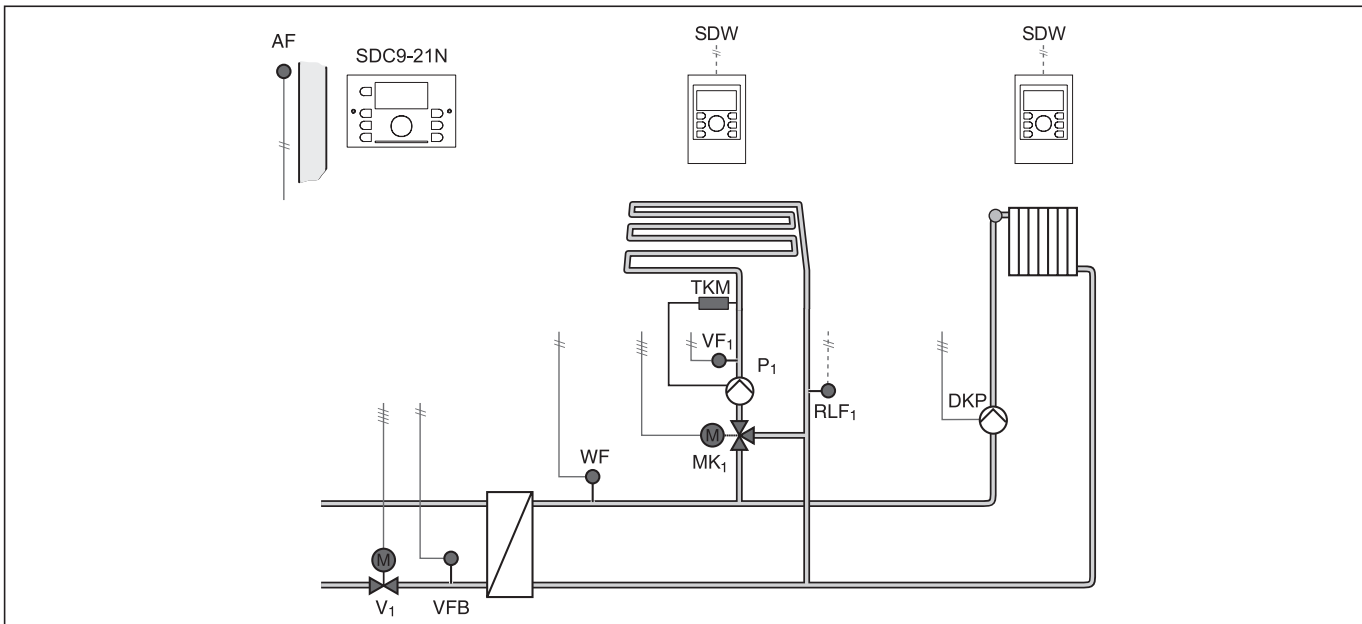 AF
SDC9-21N
SDW
SDW
TKM
VF1
P1
RLF1
DKP
M
MK1
WF
M
V1
VFB